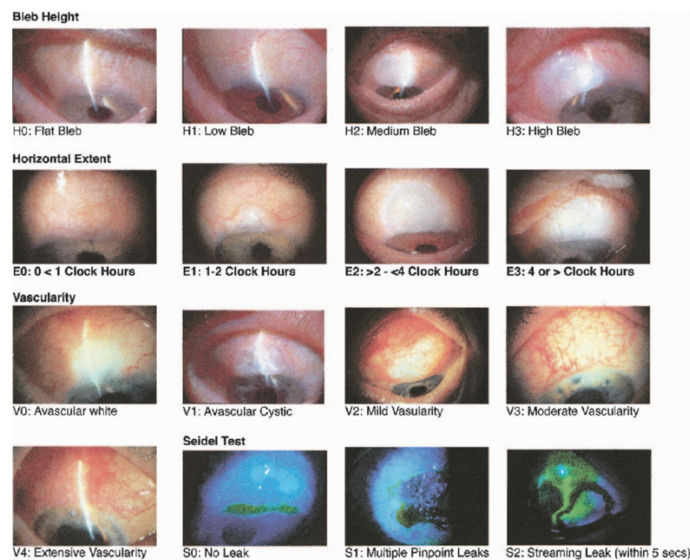 Bleb Height
H0: Flat Bleb
H1: Low Bleb
H2: Medium Bleb
H3: High Bleb
Horizontal Extent
E0: 0 < 1 Clock Hours
E1: 1-2 Clock Hours
E2: >2 - <4 Clock Hours
E3: 4 or > Clock Hours
Vascularity
V0: Avascular white
V1: Avascular Cystic
V2: Mild Vasularity
V3: Moderate Vascularity
Seidel Test
V4: Extensive Vascularity
S0: No Leak
S1: Multiple Pinpoint Leaks
S2: Streaming Leak (within 5 secs)